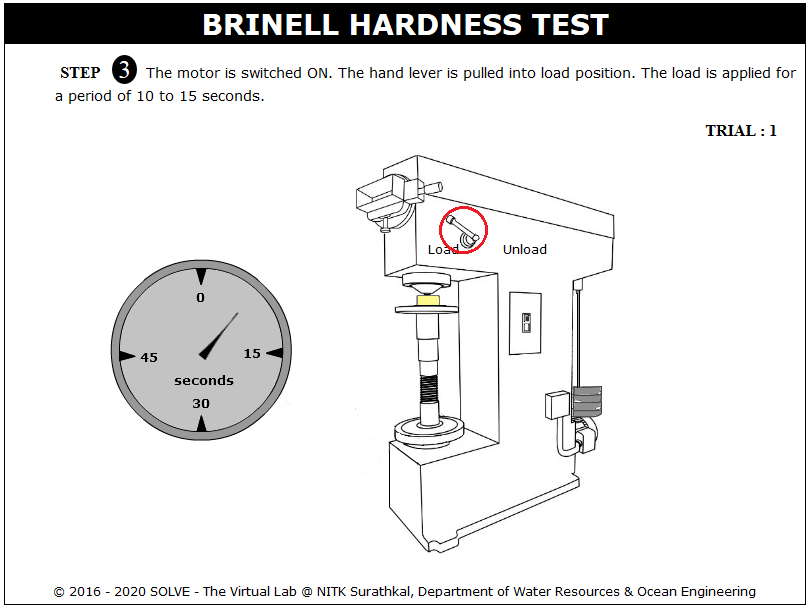 BRINELL HARDNESS TEST
STEP 3 The motor is switched ON. The hand lever is pulled into load position. The load is applied for
a period of 10 to 15 seconds.
TRIAL : 1
Load Unload
0
45 15
seconds
30
© 2016 - 2020 SOLVE - The Virtual Lab @ NITK Surathkal, Department of Water Resources & Ocean Engineering